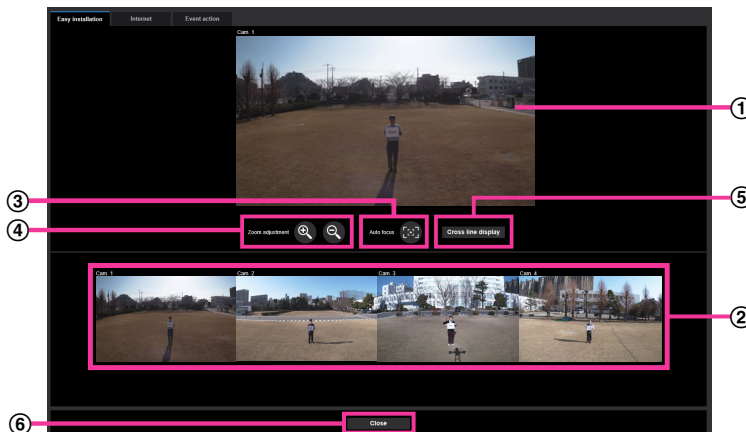 Easy installation Internet Event action
Cam. 1
①
③
⑤
④
Zoom adjustment Auto focus Cross line display
Cam. 1 Cam. 2 Cam. 3 Cam. 4
②
⑥
Close